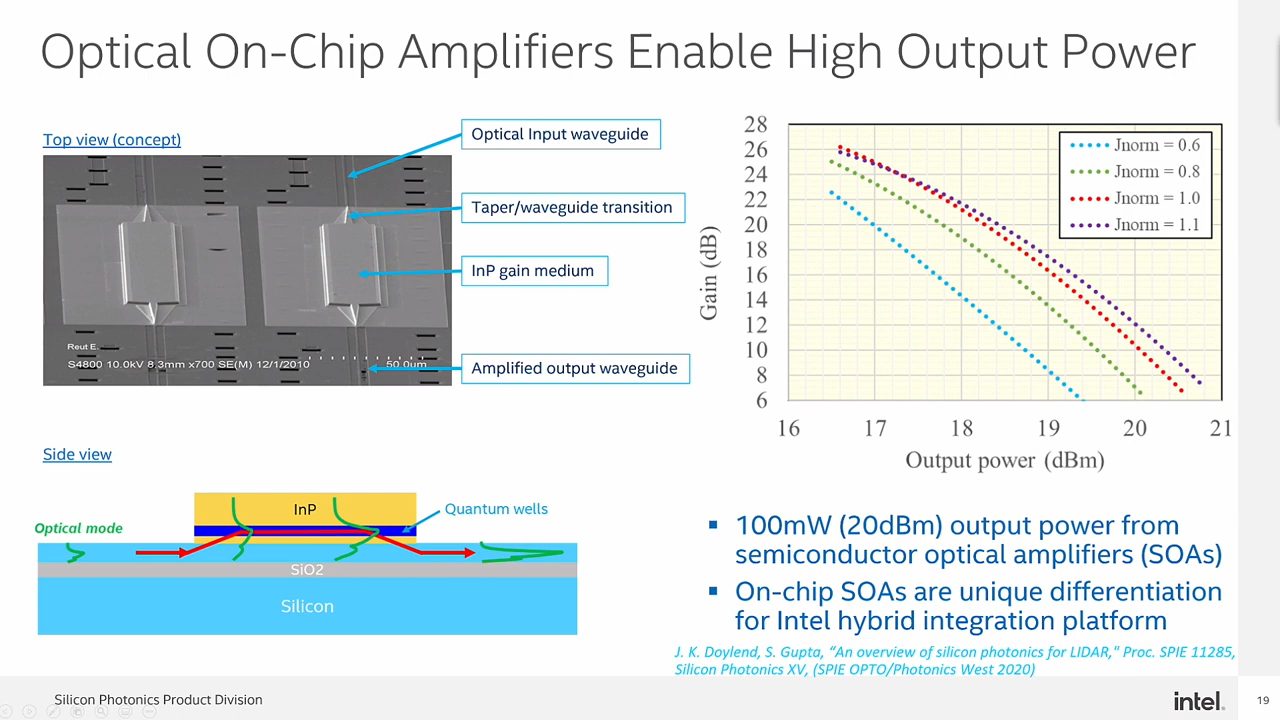 Optical On-Chip Amplifiers Enable High Output Power
Top view (concept)
Optical Input waveguide
Taper/waveguide transition
InP gain medium
Amplified output waveguide
Reut E.
S4800 10.0kV 8.3mm x700 SE(M) 12/1/2010
50.0um
Side view
Optical mode
InP
Quantum wells
SiO2
Silicon
28
26
24
22
20
18
16
14
12
10
8
6
Gain (dB)
Jnorm = 0.6
Jnorm = 0.8
Jnorm = 1.0
Jnorm = 1.1
16 17 18 19 20 21
Output power (dBm)
▪ 100mW (20dBm) output power from
semiconductor optical amplifiers (SOAs)
▪ On-chip SOAs are unique differentiation
for Intel hybrid integration platform
J. K. Doylend, S. Gupta, “An overview of silicon photonics for LIDAR," Proc. SPIE 11285,
Silicon Photonics XV, (SPIE OPTO/Photonics West 2020)
Silicon Photonics Product Division
intel.
19